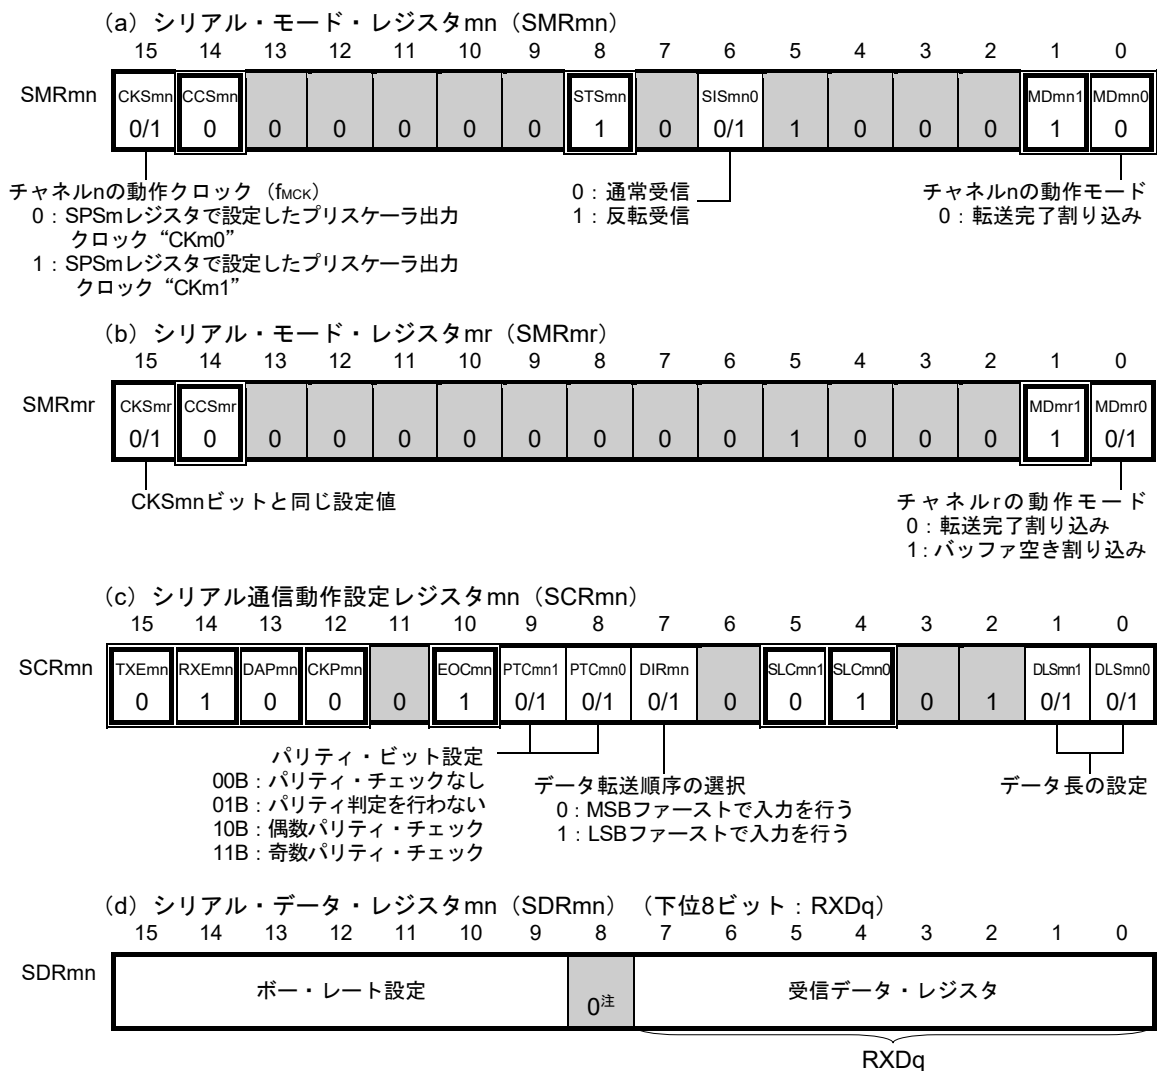 (a) シリアル・モード・レジスタmn（SMRmn）
15 14 13 12 11 10 9 8 7 6 5 4 3 2 1 0
SMRmn CKSmn CCSmn STSmn SISmn0 MDmn1 MDmn0
0/1 0 0 0 0 0 0 1 0 0/1 1 0 0 0 1 0
チャネルnの動作クロック（fMCK）
0：SPSmレジスタで設定したプリスケーラ出力
クロック“CKm0”
1：SPSmレジスタで設定したプリスケーラ出力
クロック“CKm1”
0：通常受信
1：反転受信
チャネルnの動作モード
0：転送完了割り込み
(b) シリアル・モード・レジスタmr（SMRmr）
15 14 13 12 11 10 9 8 7 6 5 4 3 2 1 0
SMRmr CKSmr CCSmr MDmr1 MDmr0
0/1 0 0 0 0 0 0 0 0 0 1 0 0 0 1 0/1
CKSmnビットと同じ設定値
チャネルrの動作モード
0：転送完了割り込み
1：バッファ空き割り込み
(c) シリアル通信動作設定レジスタmn（SCRmn）
15 14 13 12 11 10 9 8 7 6 5 4 3 2 1 0
SCRmn TXEmn RXEmn DAPmn CKPmn EOCmn PTCmn1 PTCmn0 DIRmn SLCmn1 SLCmn0 DLSmn1 DLSmn0
0 1 0 0 0 1 0/1 0/1 0/1 0 0 1 0 1 0/1 0/1
パリティ・ビット設定
00B：パリティ・チェックなし
01B：パリティ判定を行わない
10B：偶数パリティ・チェック
11B：奇数パリティ・チェック
データ転送順序の選択
0：MSBファーストで入力を行う
1：LSBファーストで入力を行う
データ長の設定
(d) シリアル・データ・レジスタmn（SDRmn）（下位8ビット：RXDq）
15 14 13 12 11 10 9 8 7 6 5 4 3 2 1 0
SDRmn ボー・レート設定 0注 受信データ・レジスタ
RXDq